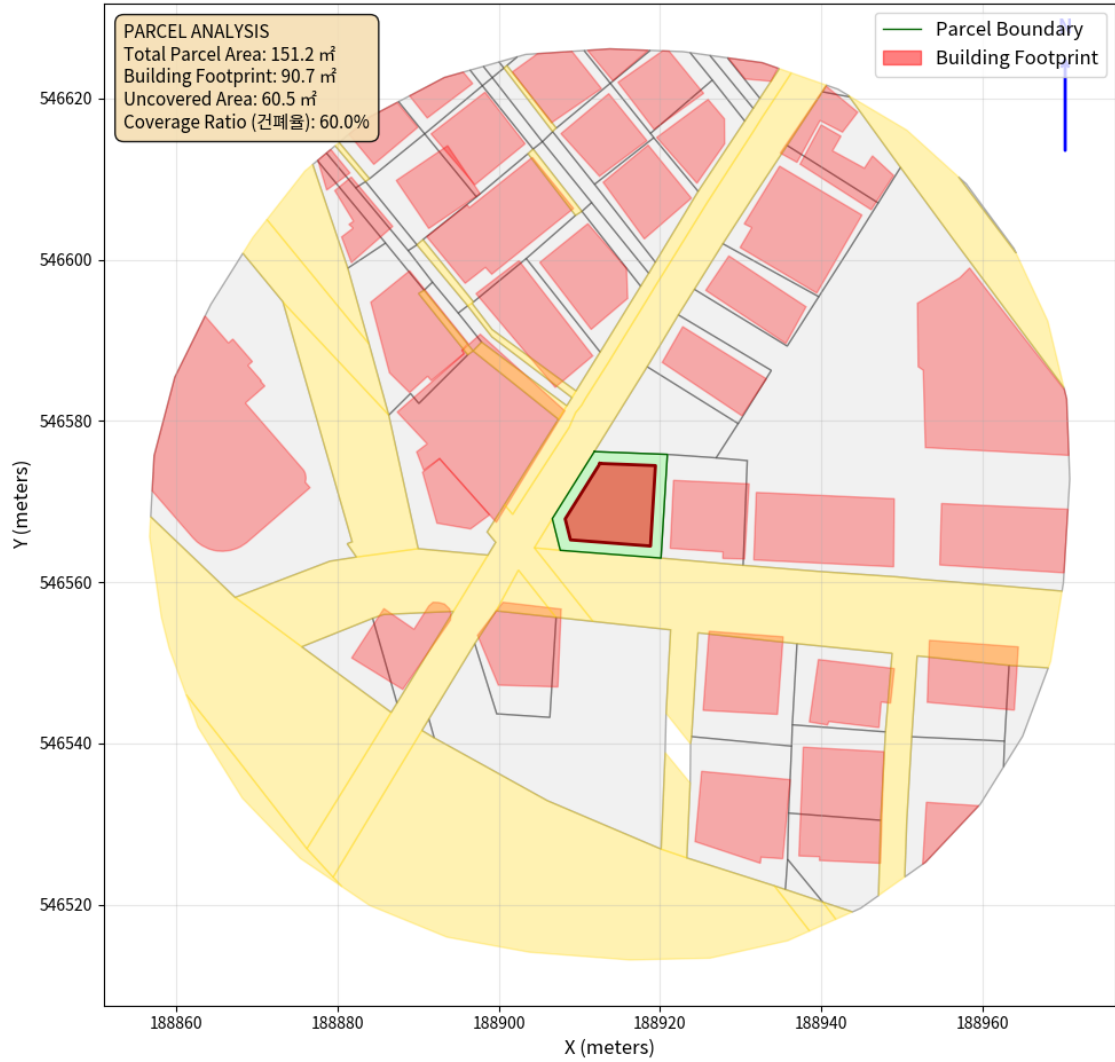 PARCEL ANALYSIS
Total Parcel Area: 151.2 ㎡
Building Footprint: 90.7 ㎡
Uncovered Area: 60.5 ㎡
Coverage Ratio (건폐율): 60.0%
N
Parcel Boundary
Building Footprint
546620
546600
546580
546560
546540
546520
Y (meters)
188860
188880
188900
188920
188940
188960
X (meters)